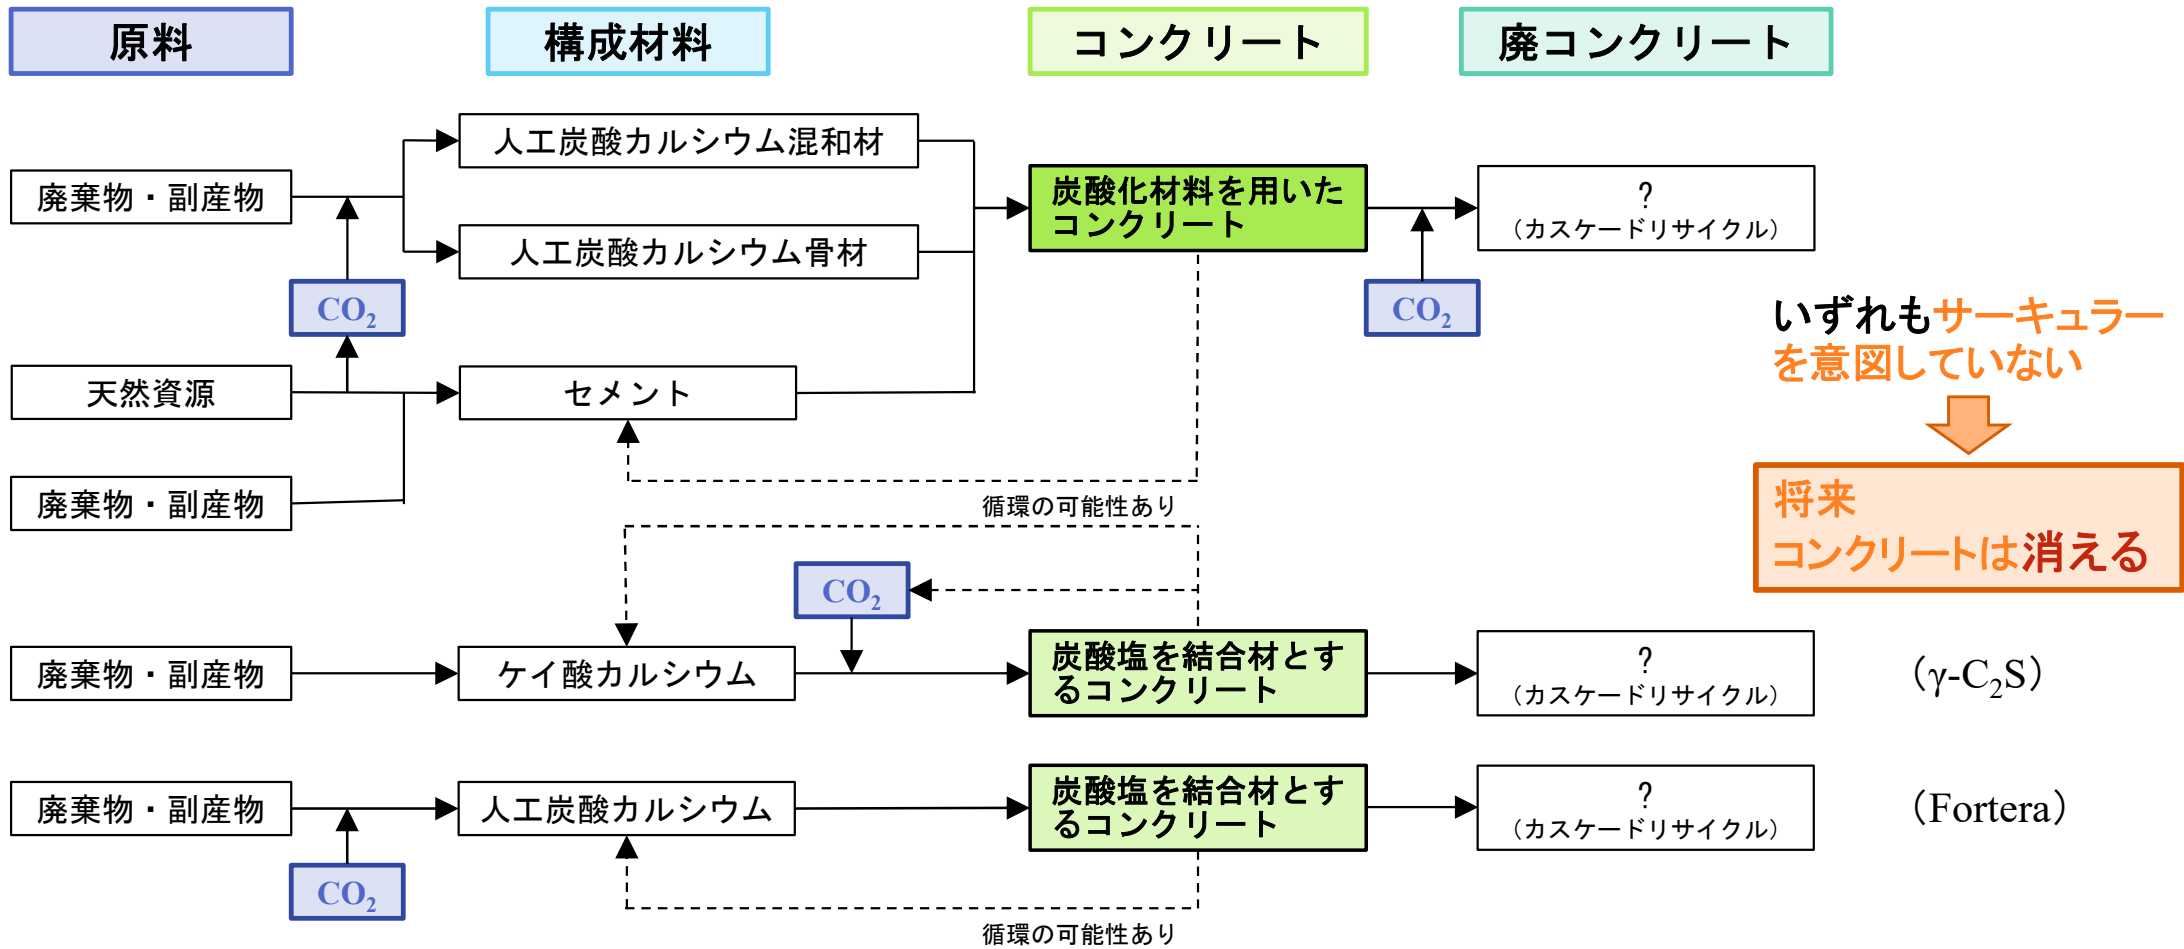 原料
構成材料
コンクリート
廃コンクリート
人工炭酸カルシウム混和材
廃棄物・副産物
炭酸化材料を用いた
コンクリート
?
（カスケードリサイクル）
人工炭酸カルシウム骨材
CO₂
CO₂
いずれもサーキュラー
を意図していない
天然資源
セメント
廃棄物・副産物
循環の可能性あり
将来
コンクリートは消える
CO₂
廃棄物・副産物
ケイ酸カルシウム
炭酸塩を結合材とす
るコンクリート
?
（カスケードリサイクル）
（γ-C₂S）
廃棄物・副産物
人工炭酸カルシウム
炭酸塩を結合材とす
るコンクリート
?
（カスケードリサイクル）
（Fortera）
CO₂
循環の可能性あり